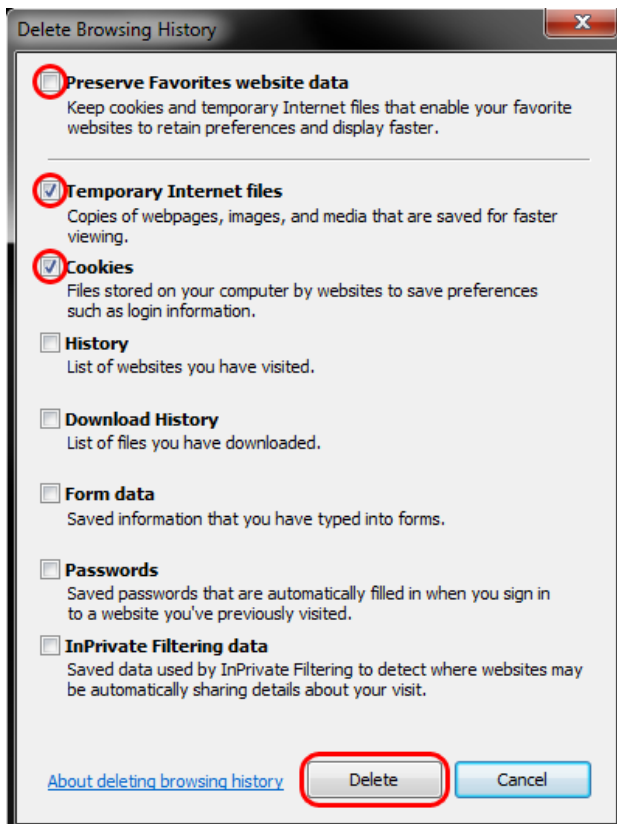 Delete Browsing History
Preserve Favorites website data
Keep cookies and temporary Internet files that enable your favorite
websites to retain preferences and display faster.
Temporary Internet files
Copies of webpages, images, and media that are saved for faster
viewing.
Cookies
Files stored on your computer by websites to save preferences
such as login information.
History
List of websites you have visited.
Download History
List of files you have downloaded.
Form data
Saved information that you have typed into forms.
Passwords
Saved passwords that are automatically filled in when you sign in
to a website you've previously visited.
InPrivate Filtering data
Saved data used by InPrivate Filtering to detect where websites may
be automatically sharing details about your visit.
About deleting browsing history Delete Cancel